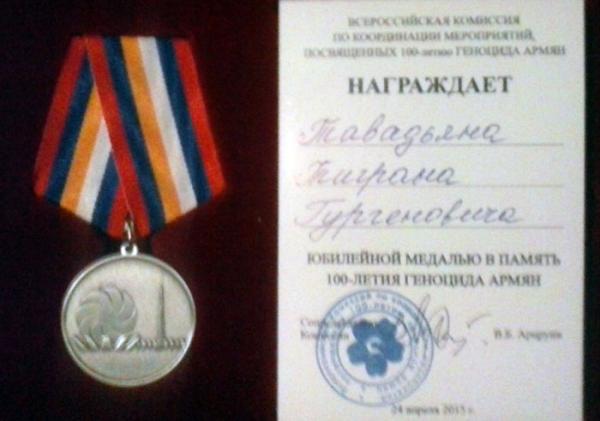 ВСЕРОССИЙСКАЯ КОМИССИЯ
ПО КООРДИНАЦИИ МЕРОПРИЯТИЙ,
ПОСВЯЩЕННЫХ 100-летию ГЕНОЦИДА АРМЯН
НАГРАЖДАЕТ
Тавадьяна
Тиграна
Гургеновича
ЮБИЛЕЙНОЙ МЕДАЛЬЮ В ПАМЯТЬ
100-ЛЕТИЯ ГЕНОЦИДА АРМЯН
Комиссии
В.Б.
24 апреля 2015 г.